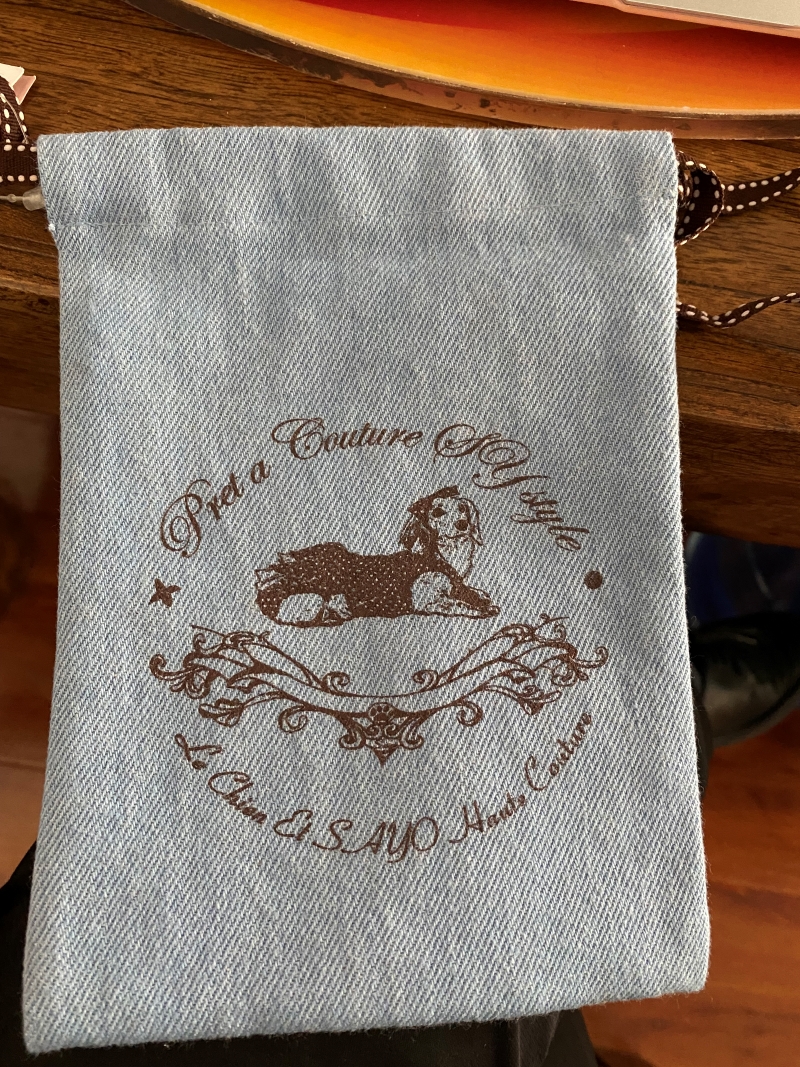 Pret a Couture SY style
Le Chien Et SAYO Haute Couture